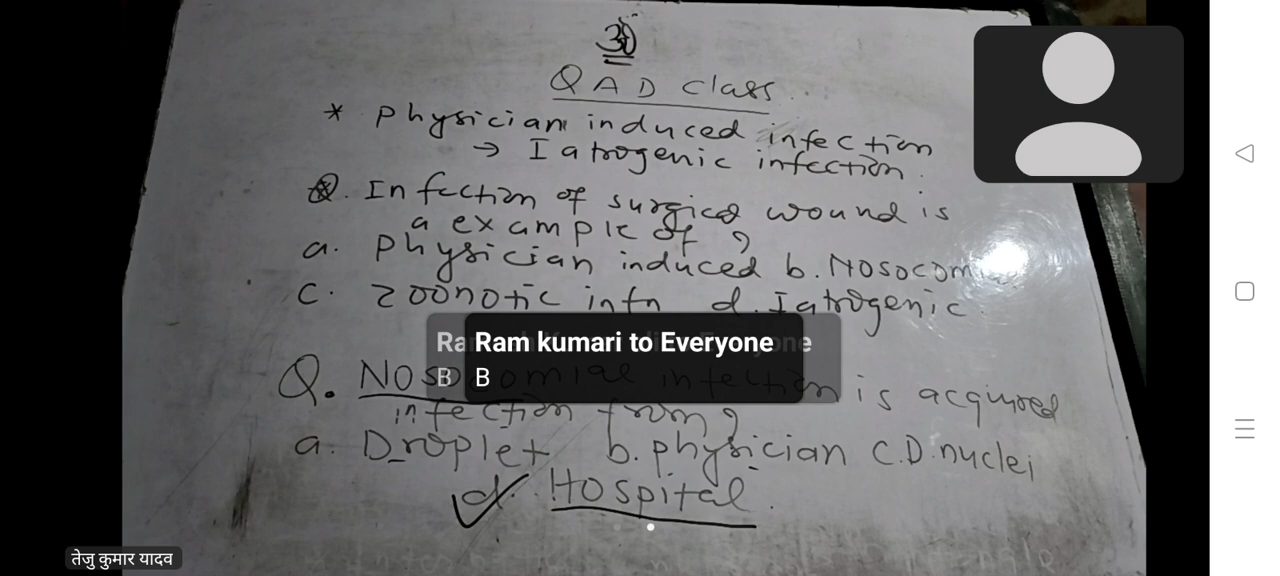 QAD class
* physician induced infection
→ Iatrogenic infection.
Q. Infection of surgical wound is
a example of ?
a. physician induced b. Nosocom
c. zoonotic infn d. Iatrogenic.
Ram kumari to Everyone
B B
Q. Nosocomial infection is acquired
infection from ?
a. Droplet b. physician C.D. nuclei
d. Hospital.
तेजु कुमार यादव